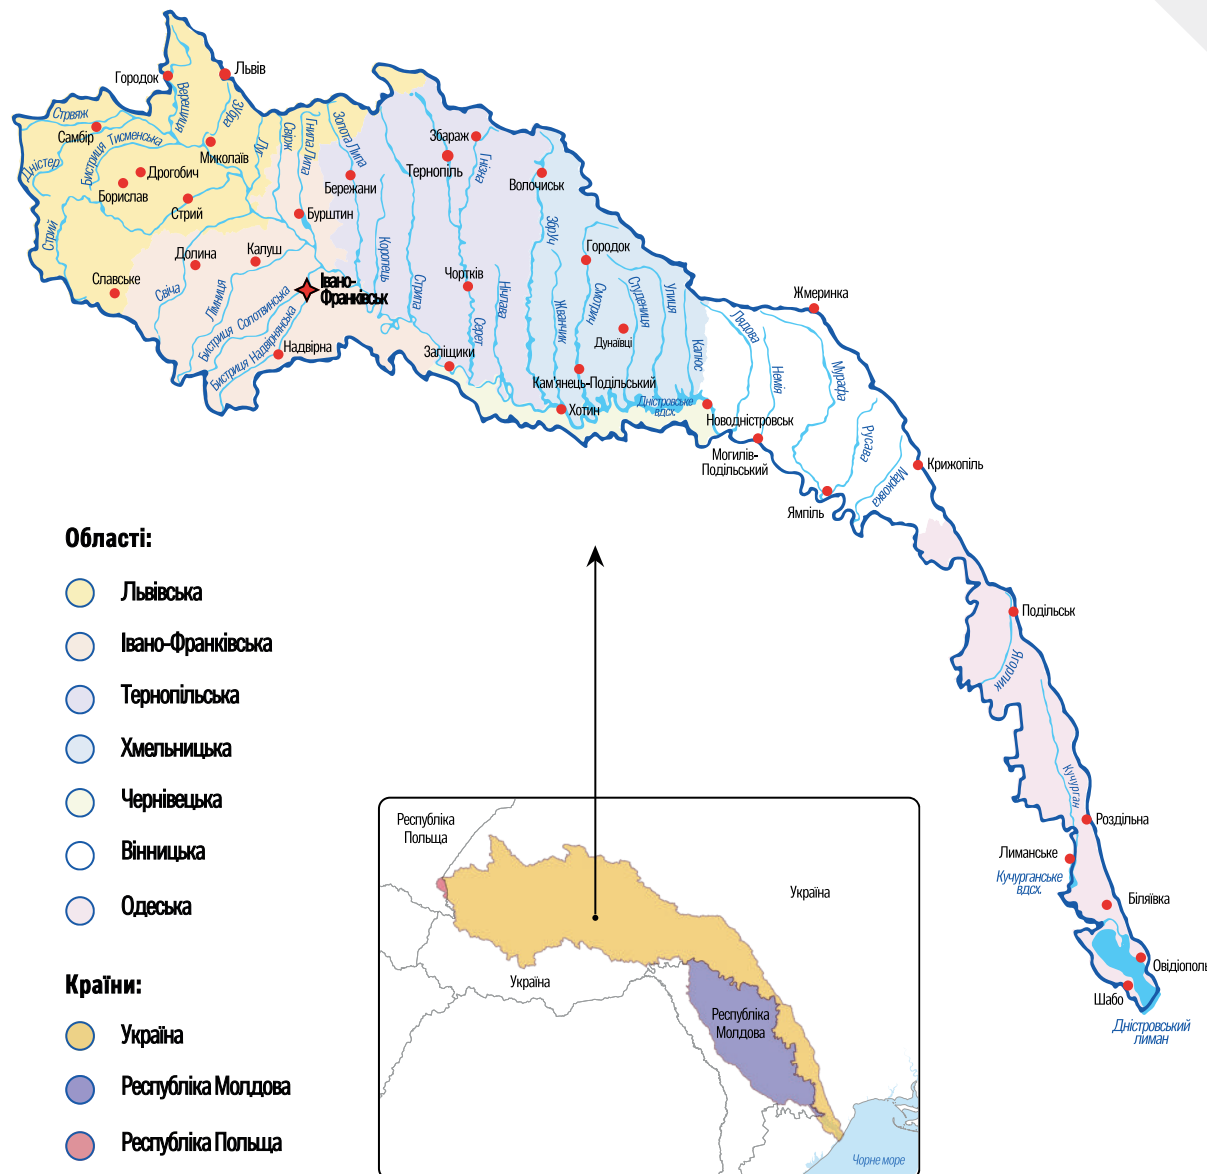 Городок
Львів
Стрвяж
Верещиця
Зубра
Самбір
Бистриця Тисменська
Миколаїв
Дністер
Дрогобич
Борислав
Стрий
Стрий
Славське
Луг
Свірж
Гнила Липа
Золота Липа
Бережани
Бурштин
Збараж
Тернопіль
Гнізна
Волочиськ
Збруч
Городок
Долина
Калуш
Свіча
Лімниця
Бистриця Солотвинська
Бистриця Надвірнянська
Івано-
Франківськ
Надвірна
Коропець
Стрипа
Чортків
Серет
Нічлава
Жванчик
Смотрич
Студениця
Ушиця
Калюс
Дунаївці
Заліщики
Кам'янець-Подільський
Хотин
Дністровське
вдсх.
Новодністровськ
Могилів-
Подільський
Жмеринка
Лядова
Немія
Мурафа
Русава
Марковка
Крижопіль
Ямпіль
Подільськ
Ягорлик
Кучурган
Роздільна
Лиманське
Кучурганське
вдсх.
Біляївка
Овідіополь
Шабо
Дністровський
лиман
Області:
Львівська
Івано-Франківська
Тернопільська
Хмельницька
Чернівецька
Вінницька
Одеська
Країни:
Україна
Республіка Молдова
Республіка Польща
Республіка
Польща
Україна
Україна
Республіка
Молдова
Чорне море